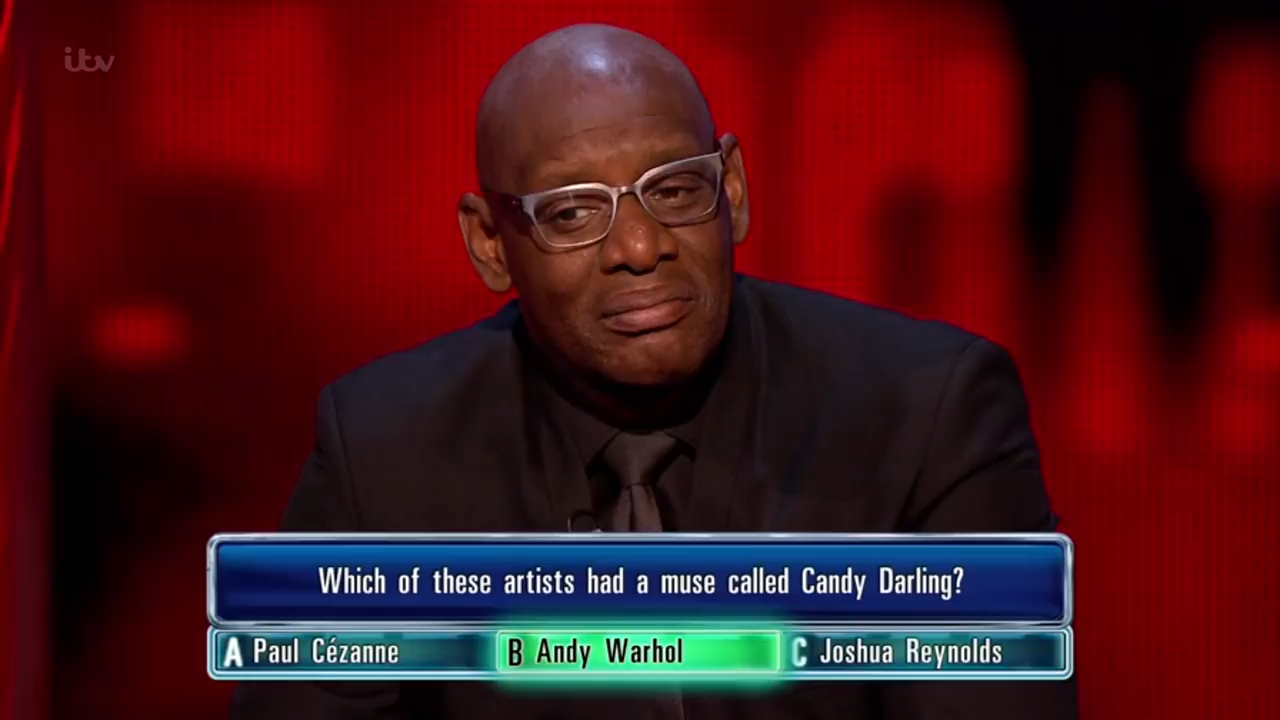 itv
Which of these artists had a muse called Candy Darling?
A Paul Cézanne B Andy Warhol C Joshua Reynolds